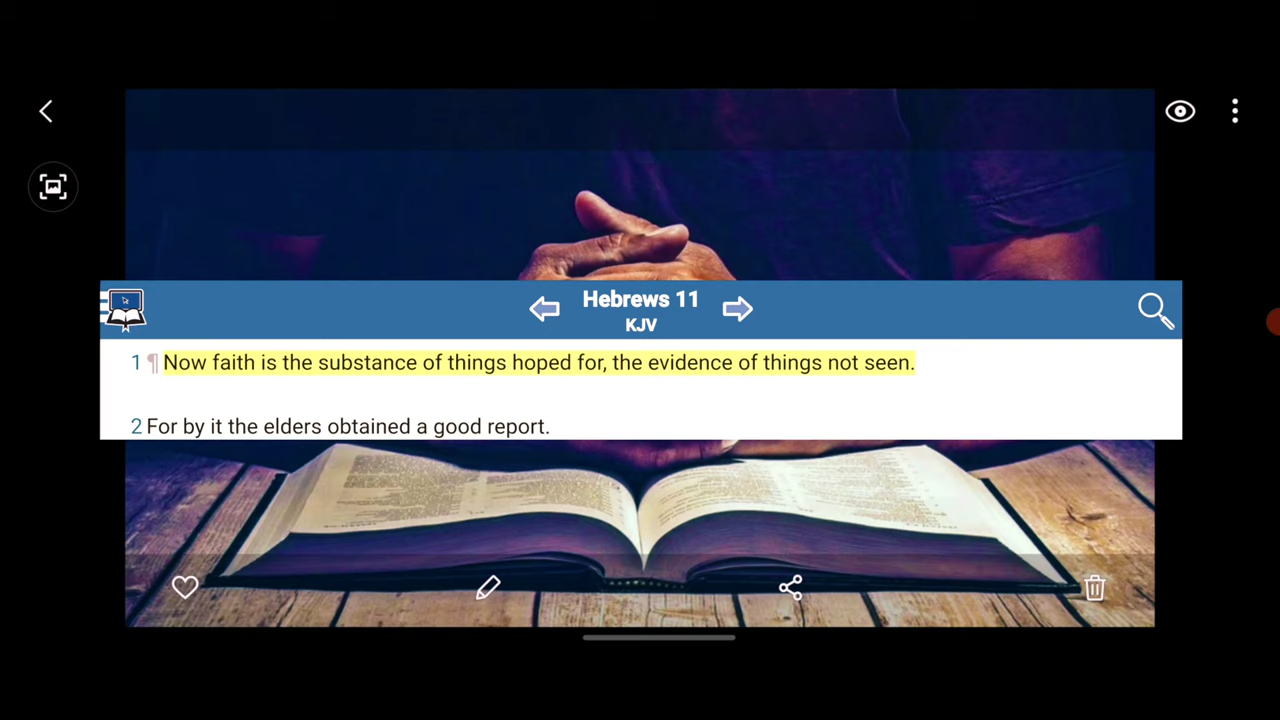 Hebrews 11
KJV
1 ¶ Now faith is the substance of things hoped for, the evidence of things not seen.
2 For by it the elders obtained a good report.